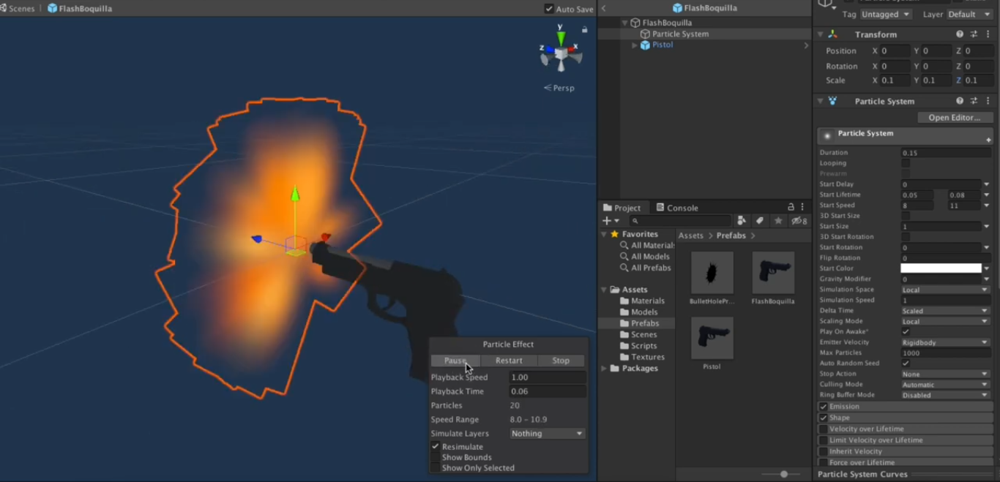 Scenes | FlashBoquilla
Auto Save
y
z
x
Persp
Particle Effect
Pause Restart Stop
Playback Speed 1.00
Playback Time 0.06
Particles 20
Speed Range 8.0 - 10.9
Simulate Layers Nothing
Resimulate
Show Bounds
Show Only Selected
FlashBoquilla
FlashBoquilla
Particle System
Pistol
Project Console
8
Favorites
All Materials
All Models
All Prefabs
Assets
Materials
Models
Prefabs
Scenes
Scripts
Textures
Packages
Assets > Prefabs >
BulletHolePr... FlashBoquilla
Pistol
Tag Untagged Layer Default
Transform
Position X 0 Y 0 Z 0
Rotation X 0 Y 0 Z 0
Scale X 0.1 Y 0.1 Z 0.1
Particle System
Open Editor...
Particle System
Duration 0.15
Looping
Prewarm
Start Delay 0
Start Lifetime 0.05 0.08
Start Speed 8 11
3D Start Size
Start Size 1
3D Start Rotation
Start Rotation 0
Flip Rotation 0
Start Color
Gravity Modifier 0
Simulation Space Local
Simulation Speed 1
Delta Time Scaled
Scaling Mode Local
Play On Awake*
Emitter Velocity Rigidbody
Max Particles 1000
Auto Random Seed
Stop Action None
Culling Mode Automatic
Ring Buffer Mode Disabled
Emission
Shape
Velocity over Lifetime
Limit Velocity over Lifetime
Inherit Velocity
Force over Lifetime
Particle System Curves